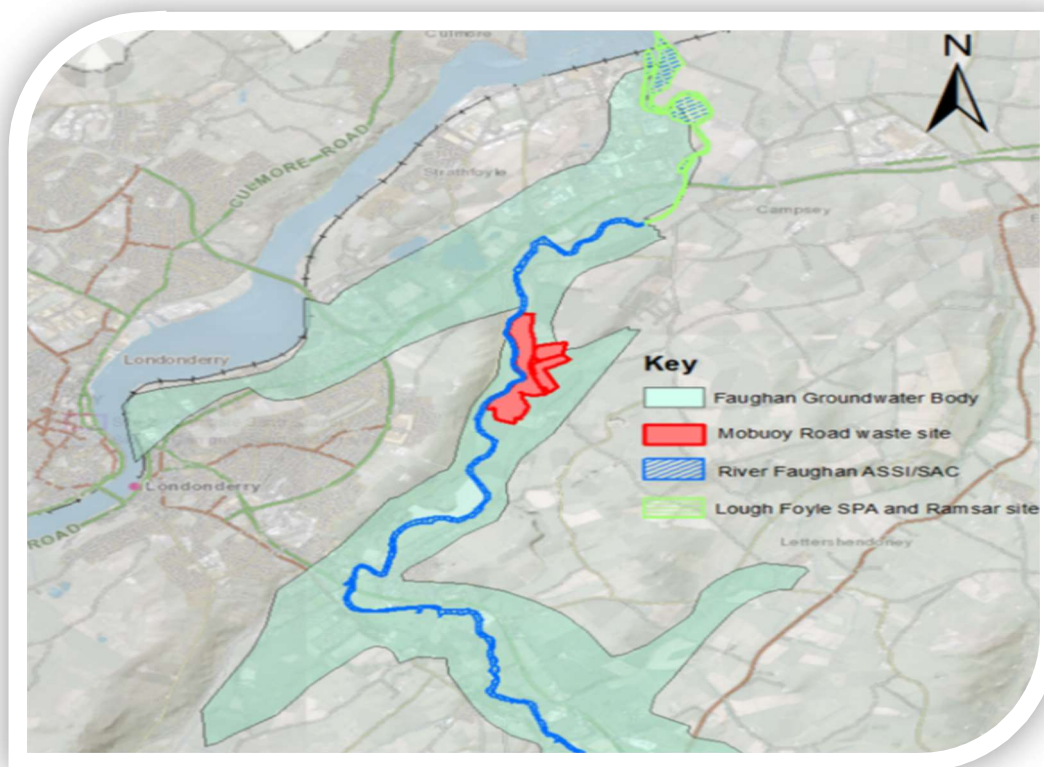 Culmore
N
CULMORE ROAD
Strathfoyle
Campsey
Londonderry
Key
Faughan Groundwater Body
Mobuoy Road waste site
River Faughan ASSI/SAC
Londonderry
Lough Foyle SPA and Ramsar site
ROAD
Lettershendoney